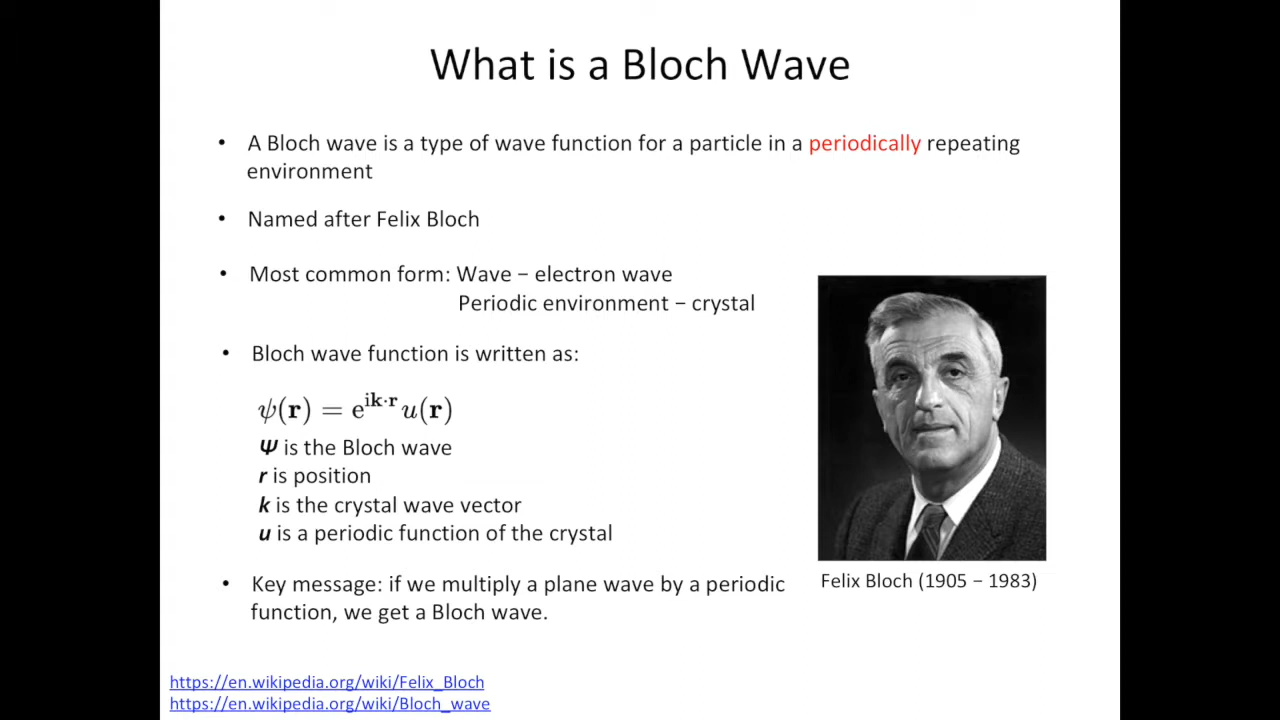 What is a Bloch Wave
• A Bloch wave is a type of wave function for a particle in a periodically repeating
environment
• Named after Felix Bloch
• Most common form: Wave – electron wave
Periodic environment – crystal
• Bloch wave function is written as:
ψ(𝐫) = e^{i𝐤·𝐫} u(𝐫)
Ψ is the Bloch wave
r is position
k is the crystal wave vector
u is a periodic function of the crystal
• Key message: if we multiply a plane wave by a periodic
function, we get a Bloch wave.
Felix Bloch (1905 – 1983)
https://en.wikipedia.org/wiki/Felix_Bloch
https://en.wikipedia.org/wiki/Bloch_wave